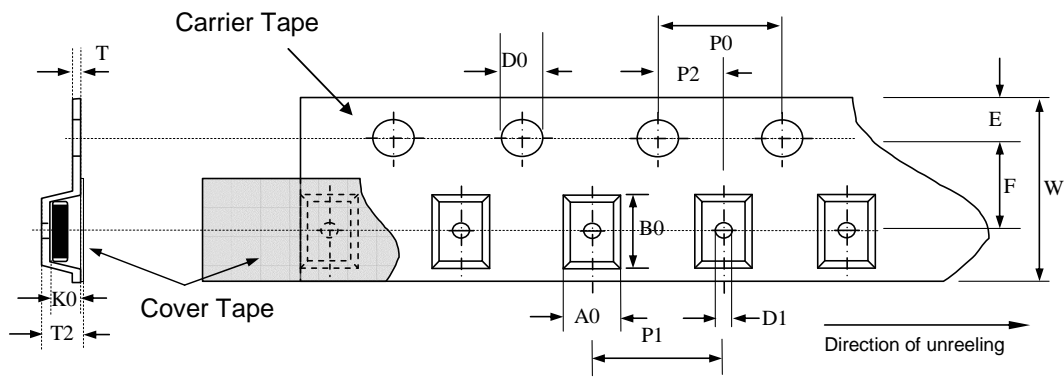 Carrier Tape
T
D0
P0
P2
E
F
W
B0
K0
Cover Tape
T2
A0
P1
D1
Direction of unreeling